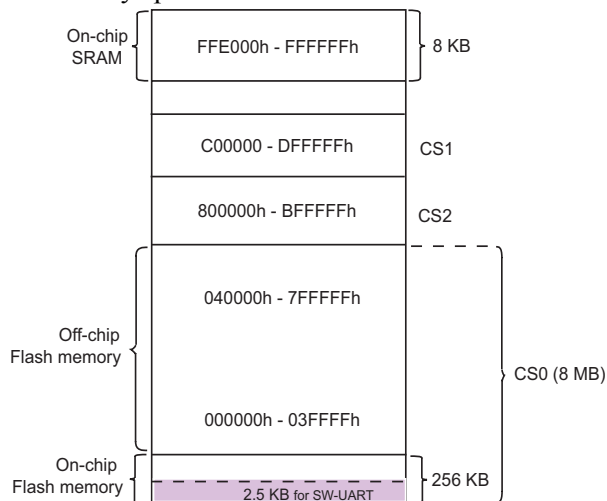 On-chip
SRAM
FFE000h - FFFFFFh
8 KB
C00000 - DFFFFFh
CS1
800000h - BFFFFFh
CS2
040000h - 7FFFFFh
Off-chip
Flash memory
CS0 (8 MB)
000000h - 03FFFFh
On-chip
Flash memory
256 KB
2.5 KB for SW-UART